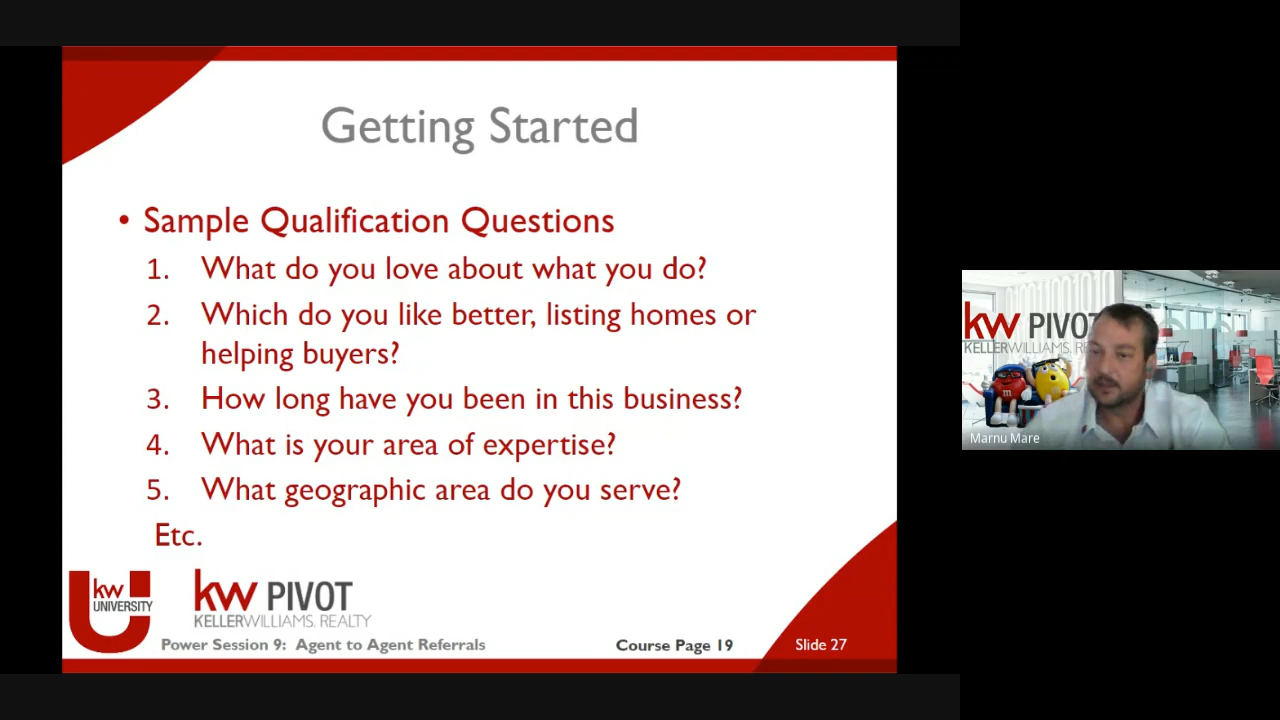 Getting Started
• Sample Qualification Questions
1. What do you love about what you do?
2. Which do you like better, listing homes or
helping buyers?
3. How long have you been in this business?
4. What is your area of expertise?
5. What geographic area do you serve?
Etc.
kw
UNIVERSITY
kw PIVOT
KELLERWILLIAMS. REALTY
Power Session 9: Agent to Agent Referrals
Course Page 19
Slide 27
kw PIVOT
KELLERWILLIAMS. RE
m
Marnu Mare